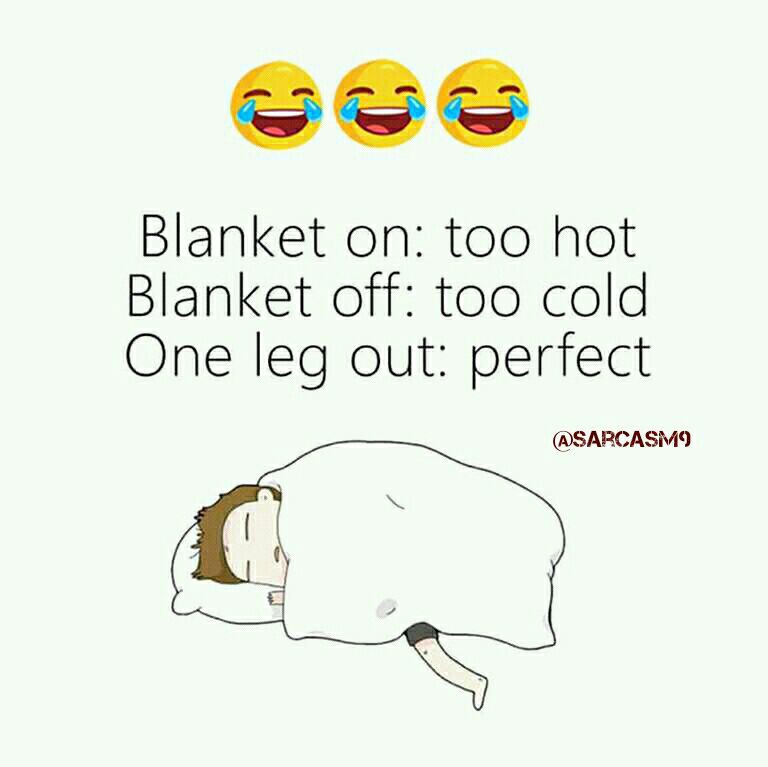 Blanket on: too hot
Blanket off: too cold
One leg out: perfect
@SARCASM9